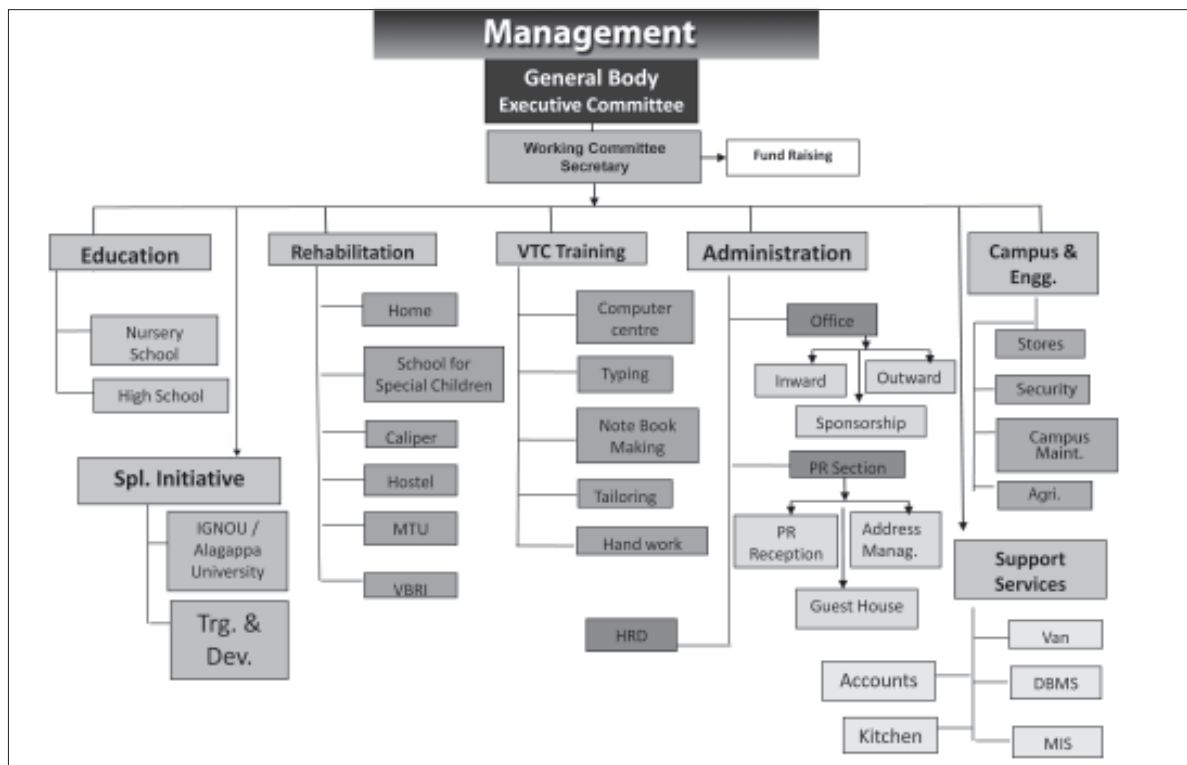 Management
General Body
Executive Committee
Working Committee
Secretary
Fund Raising
Education
Nursery
School
High School
Spl. Initiative
IGNOU /
Alagappa
University
Trg. &
Dev.
Rehabilitation
Home
School for
Special Children
Caliper
Hostel
MTU
VBRI
VTC Training
Computer
centre
Typing
Note Book
Making
Tailoring
Hand work
Administration
Office
Inward
Outward
Sponsorship
PR Section
PR
Reception
Address
Manag.
Guest House
HRD
Campus &
Engg.
Stores
Security
Campus
Maint.
Agri.
Support
Services
Van
Accounts
DBMS
Kitchen
MIS